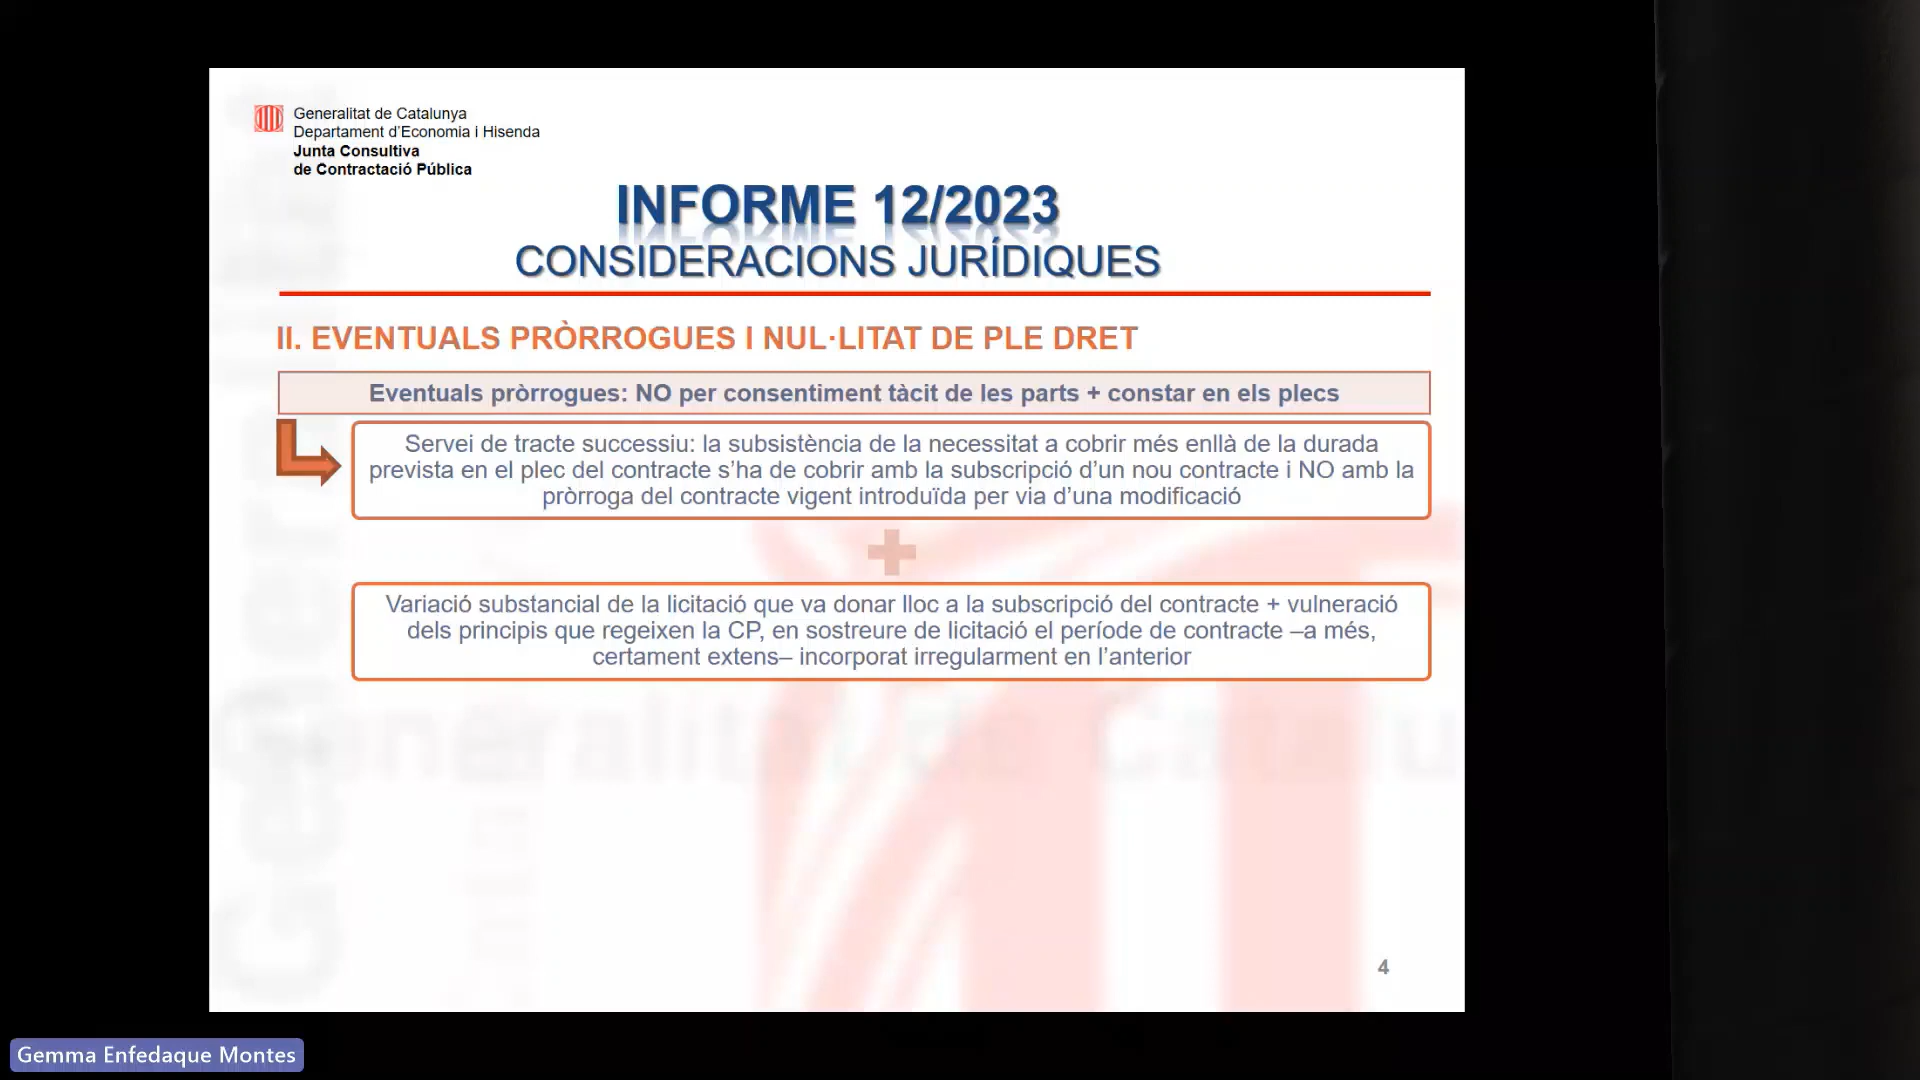 Generalitat de Catalunya
Departament d’Economia i Hisenda
Junta Consultiva
de Contractació Pública
INFORME 12/2023
CONSIDERACIONS JURÍDIQUES
II. EVENTUALS PRÒRROGUES I NUL·LITAT DE PLE DRET
Eventuals pròrrogues: NO per consentiment tàcit de les parts + constar en els plecs
Servei de tracte successiu: la subsistència de la necessitat a cobrir més enllà de la durada
prevista en el plec del contracte s’ha de cobrir amb la subscripció d’un nou contracte i NO amb la
pròrroga del contracte vigent introduïda per via d’una modificació
Variació substancial de la licitació que va donar lloc a la subscripció del contracte + vulneració
dels principis que regeixen la CP, en sostreure de licitació el període de contracte –a més,
certament extens– incorporat irregularment en l’anterior
4
Gemma Enfedaque Montes